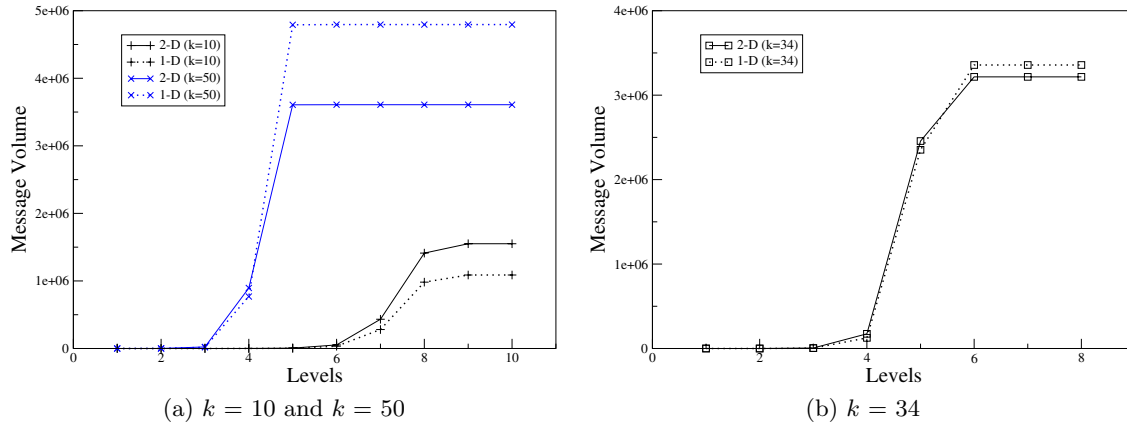 5e+06
4e+06
3e+06
2e+06
1e+06
0
Message Volume
2-D (k=10)
1-D (k=10)
2-D (k=50)
1-D (k=50)
0 2 4 6 8 10
Levels
(a) k = 10 and k = 50
4e+06
3e+06
2e+06
1e+06
0
Message Volume
2-D (k=34)
1-D (k=34)
0 2 4 6 8
Levels
(b) k = 34